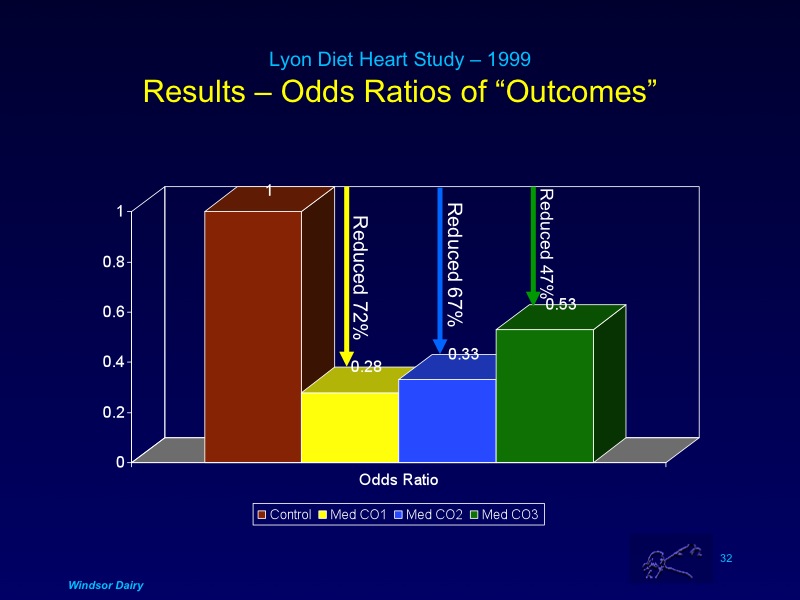 Lyon Diet Heart Study – 1999
Results – Odds Ratios of “Outcomes”
1
1
0.8
0.6
0.4
0.2
0
Reduced 72%
0.28
Reduced 67%
0.33
Reduced 47%
0.53
Odds Ratio
Control Med CO1 Med CO2 Med CO3
32
Windsor Dairy